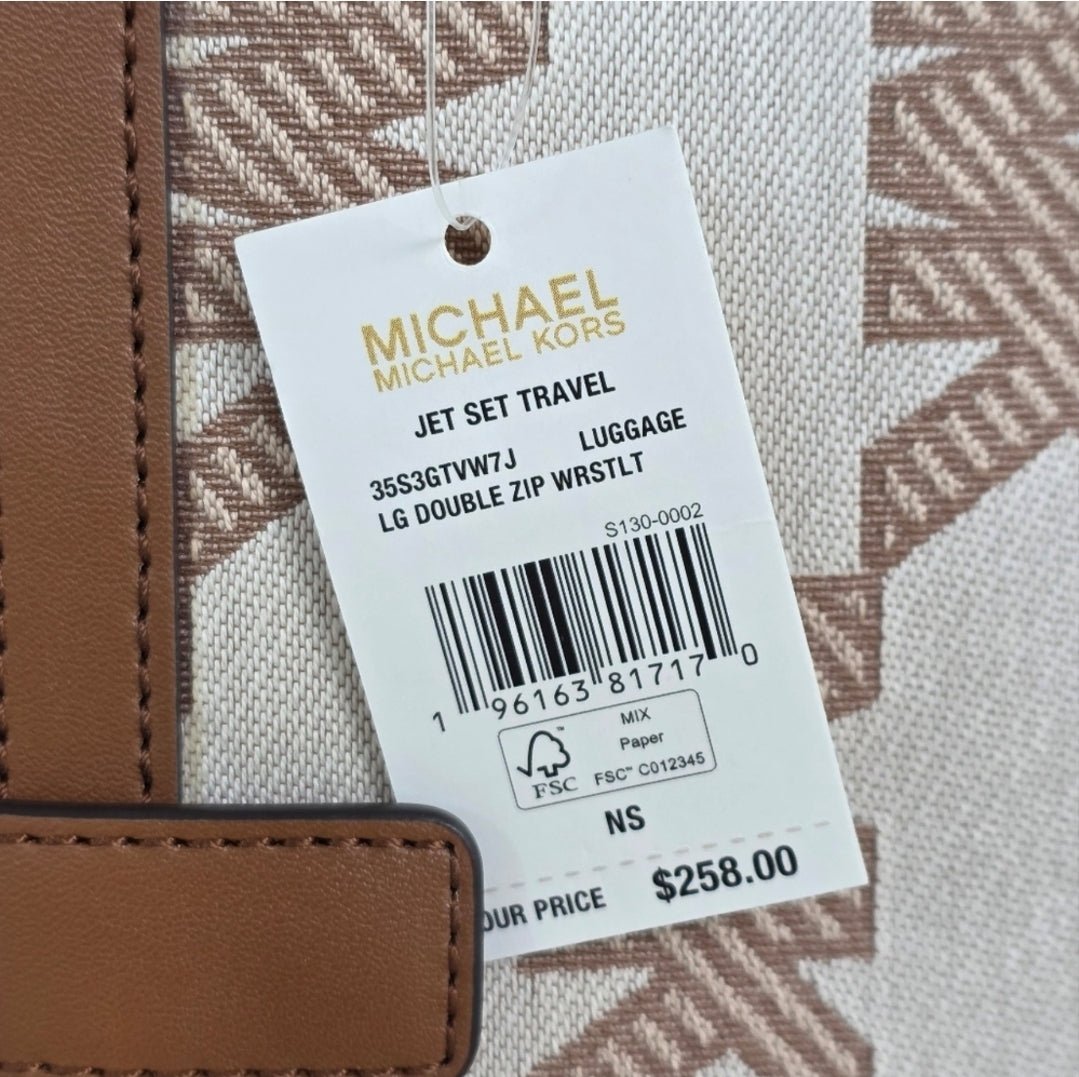 MICHAEL
MICHAEL KORS
JET SET TRAVEL
35S3GTVW7J LUGGAGE
LG DOUBLE ZIP WRSTLT
S130-0002
1 96163 81717 0
MIX
Paper
FSC™ C012345
FSC
NS
OUR PRICE $258.00